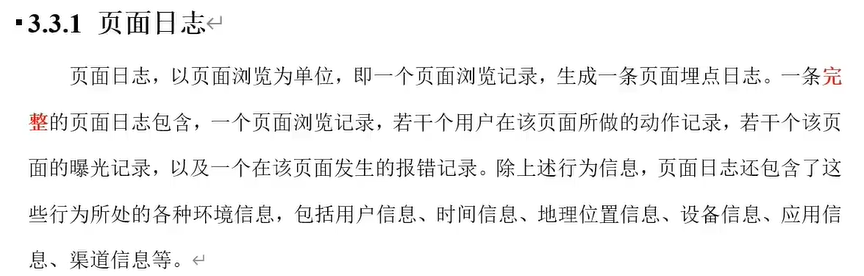 3.3.1 页面日志
页面日志，以页面浏览为单位，即一个页面浏览记录，生成一条页面埋点日志。一条完
整的页面日志包含，一个页面浏览记录，若干个用户在该页面所做的动作记录，若干个该页
面的曝光记录，以及一个在该页面发生的报错记录。除上述行为信息，页面日志还包含了这
些行为所处的各种环境信息，包括用户信息、时间信息、地理位置信息、设备信息、应用信
息、渠道信息等。